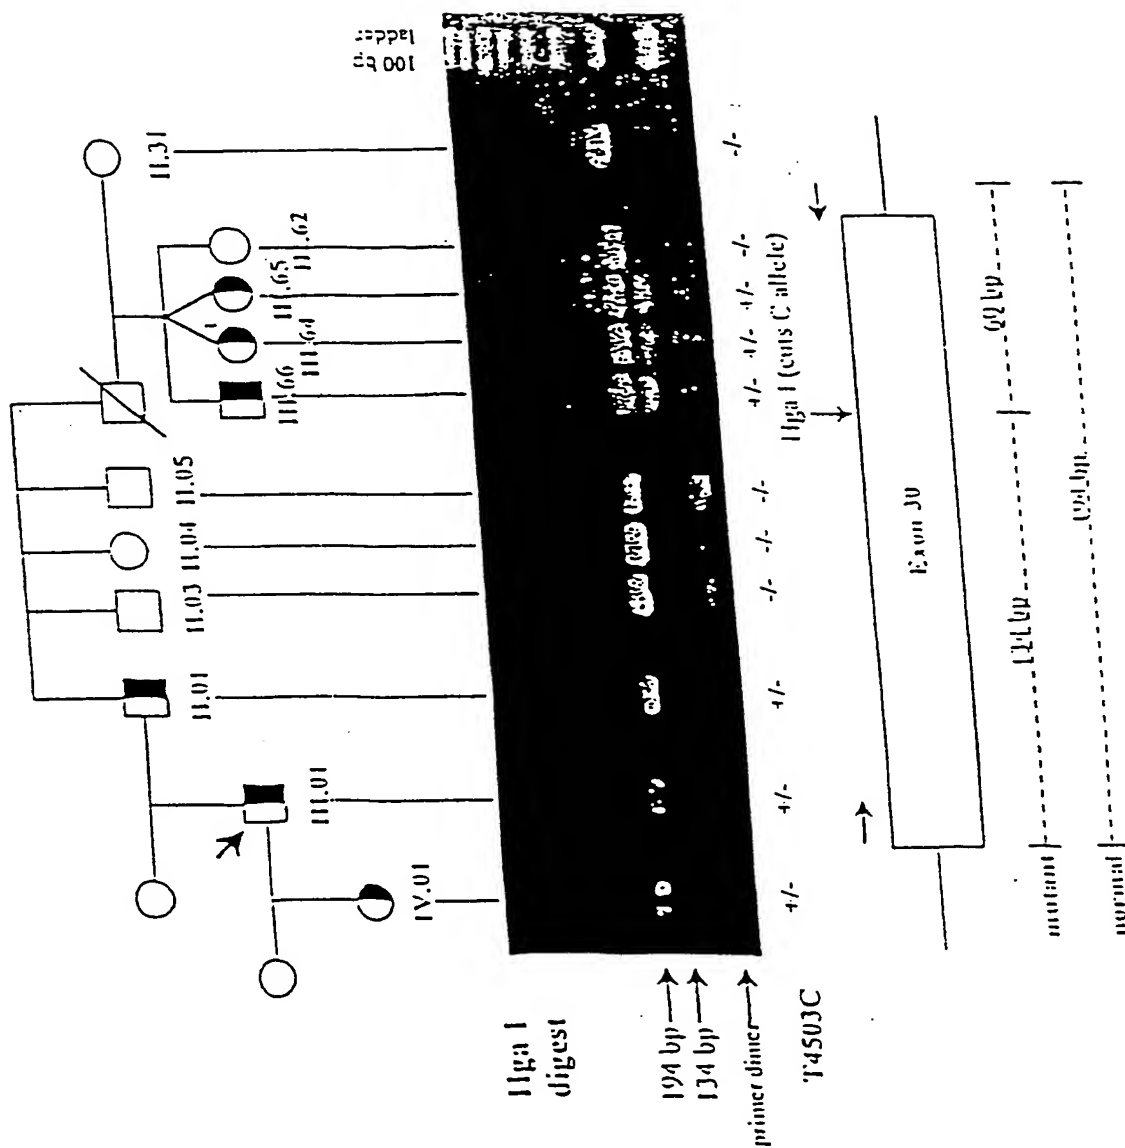 100 bp
ladder
II.31
III.62
III.65
III.64
III.66
II.05
II.04
II.03
II.01
III.01
IV.01
Hga I
digest
194 bp
134 bp
primer dimer
T4503C
+/-
+/-
+/-
-/-
-/-
-/-
+/-
+/-
+/-
-/-
-/-
Hga I (cuts C allele)
Exon 30
mutant
134 bp
60 bp
normal
194 bp